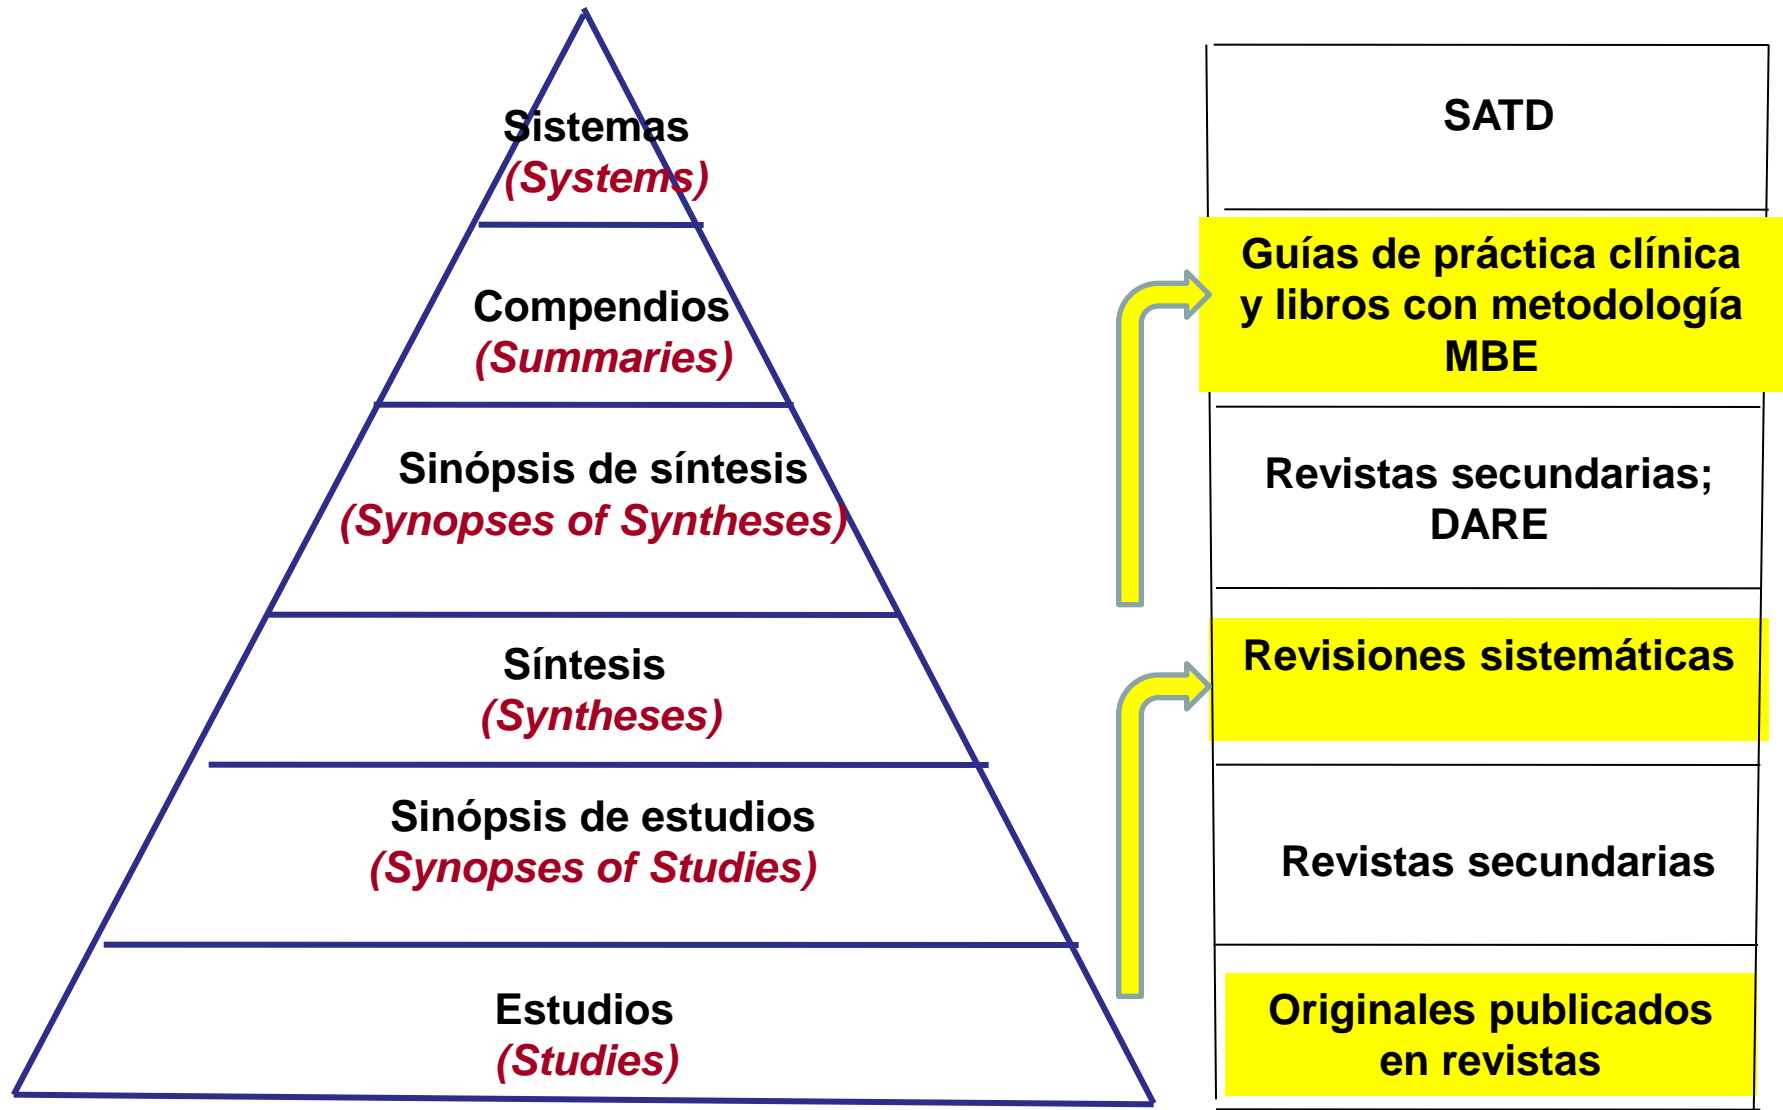 Sistemas
(Systems)
SATD
Compendios
(Summaries)
Guías de práctica clínica
y libros con metodología
MBE
Sinópsis de síntesis
(Synopses of Syntheses)
Revistas secundarias;
DARE
Síntesis
(Syntheses)
Revisiones sistemáticas
Sinópsis de estudios
(Synopses of Studies)
Revistas secundarias
Estudios
(Studies)
Originales publicados
en revistas